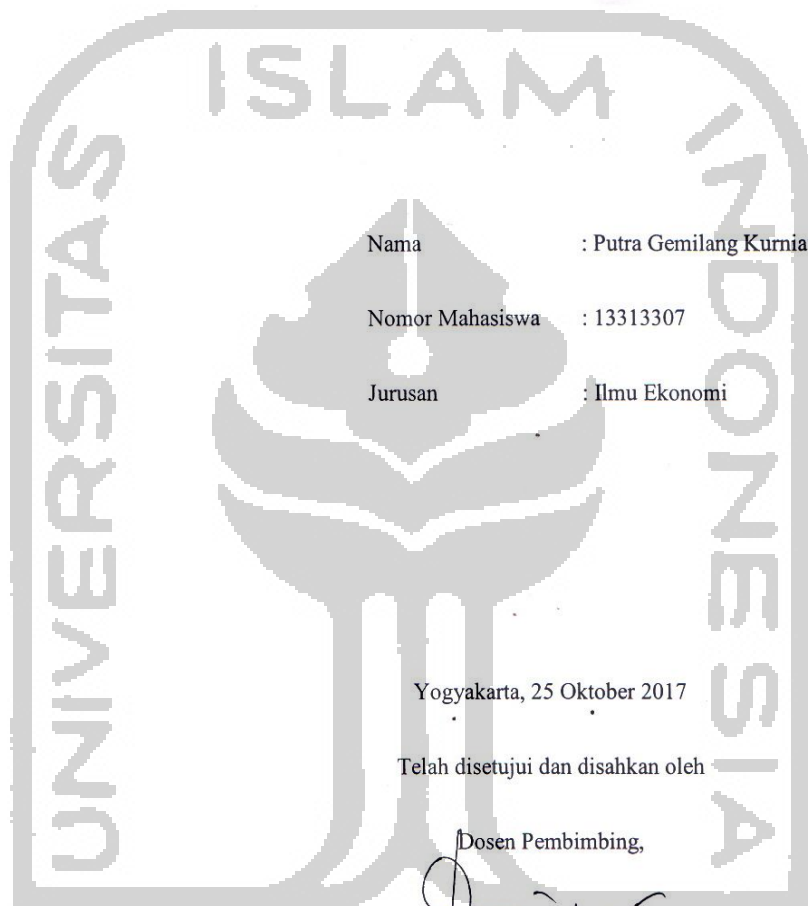 UNIVERSITAS
ISLAM
INDONESIA
Nama : Putra Gemilang Kurnia
Nomor Mahasiswa : 13313307
Jurusan : Ilmu Ekonomi
Yogyakarta, 25 Oktober 2017
Telah disetujui dan disahkan oleh
Dosen Pembimbing,